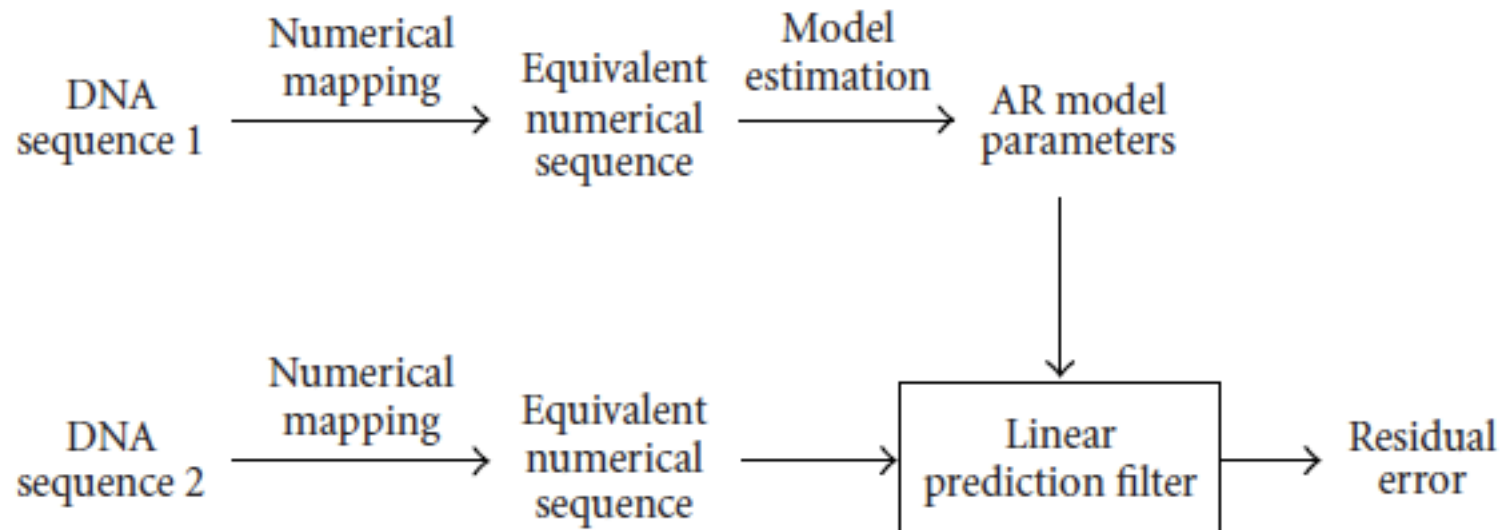 DNA
sequence 1
Numerical
mapping
Equivalent
numerical
sequence
Model
estimation
AR model
parameters
DNA
sequence 2
Numerical
mapping
Equivalent
numerical
sequence
Linear
prediction filter
Residual
error